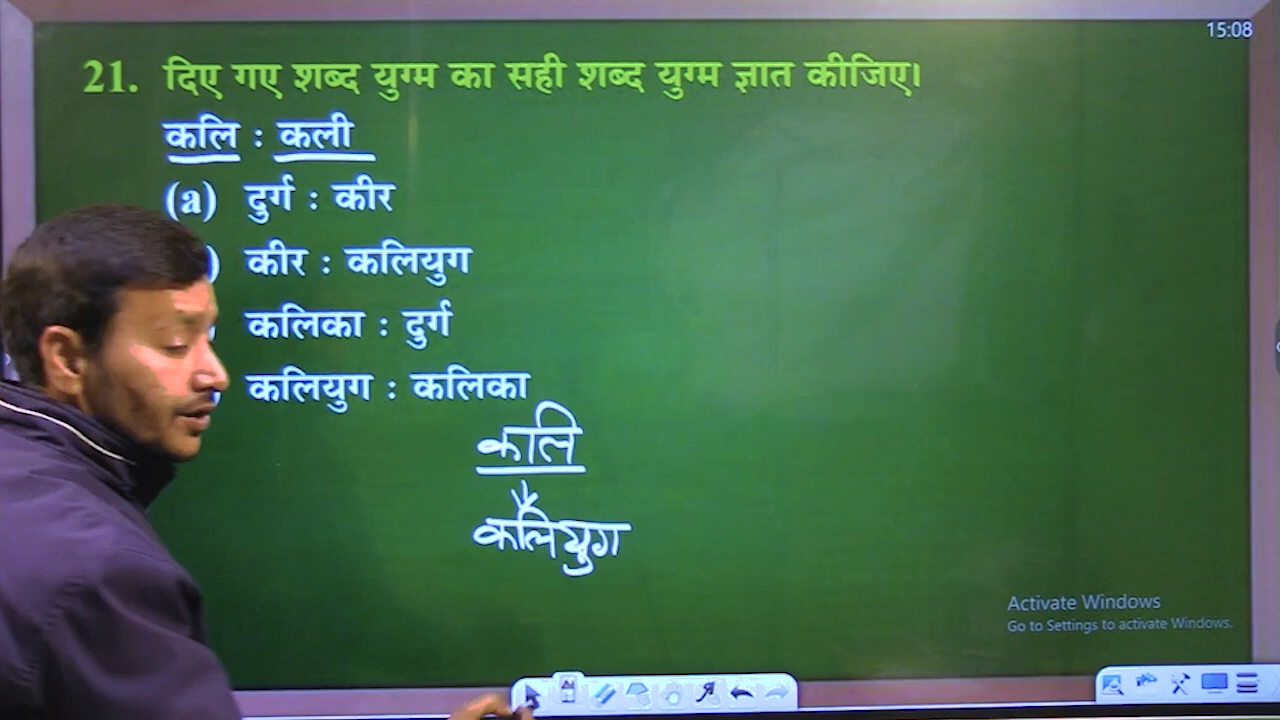 15:08
21. दिए गए शब्द युग्म का सही शब्द युग्म ज्ञात कीजिए।
कलि : कली
(a) दुर्ग : कीर
) कीर : कलियुग
कलिका : दुर्ग
कलियुग : कलिका
कलि
कलियुग
Activate Windows
Go to Settings to activate Windows.